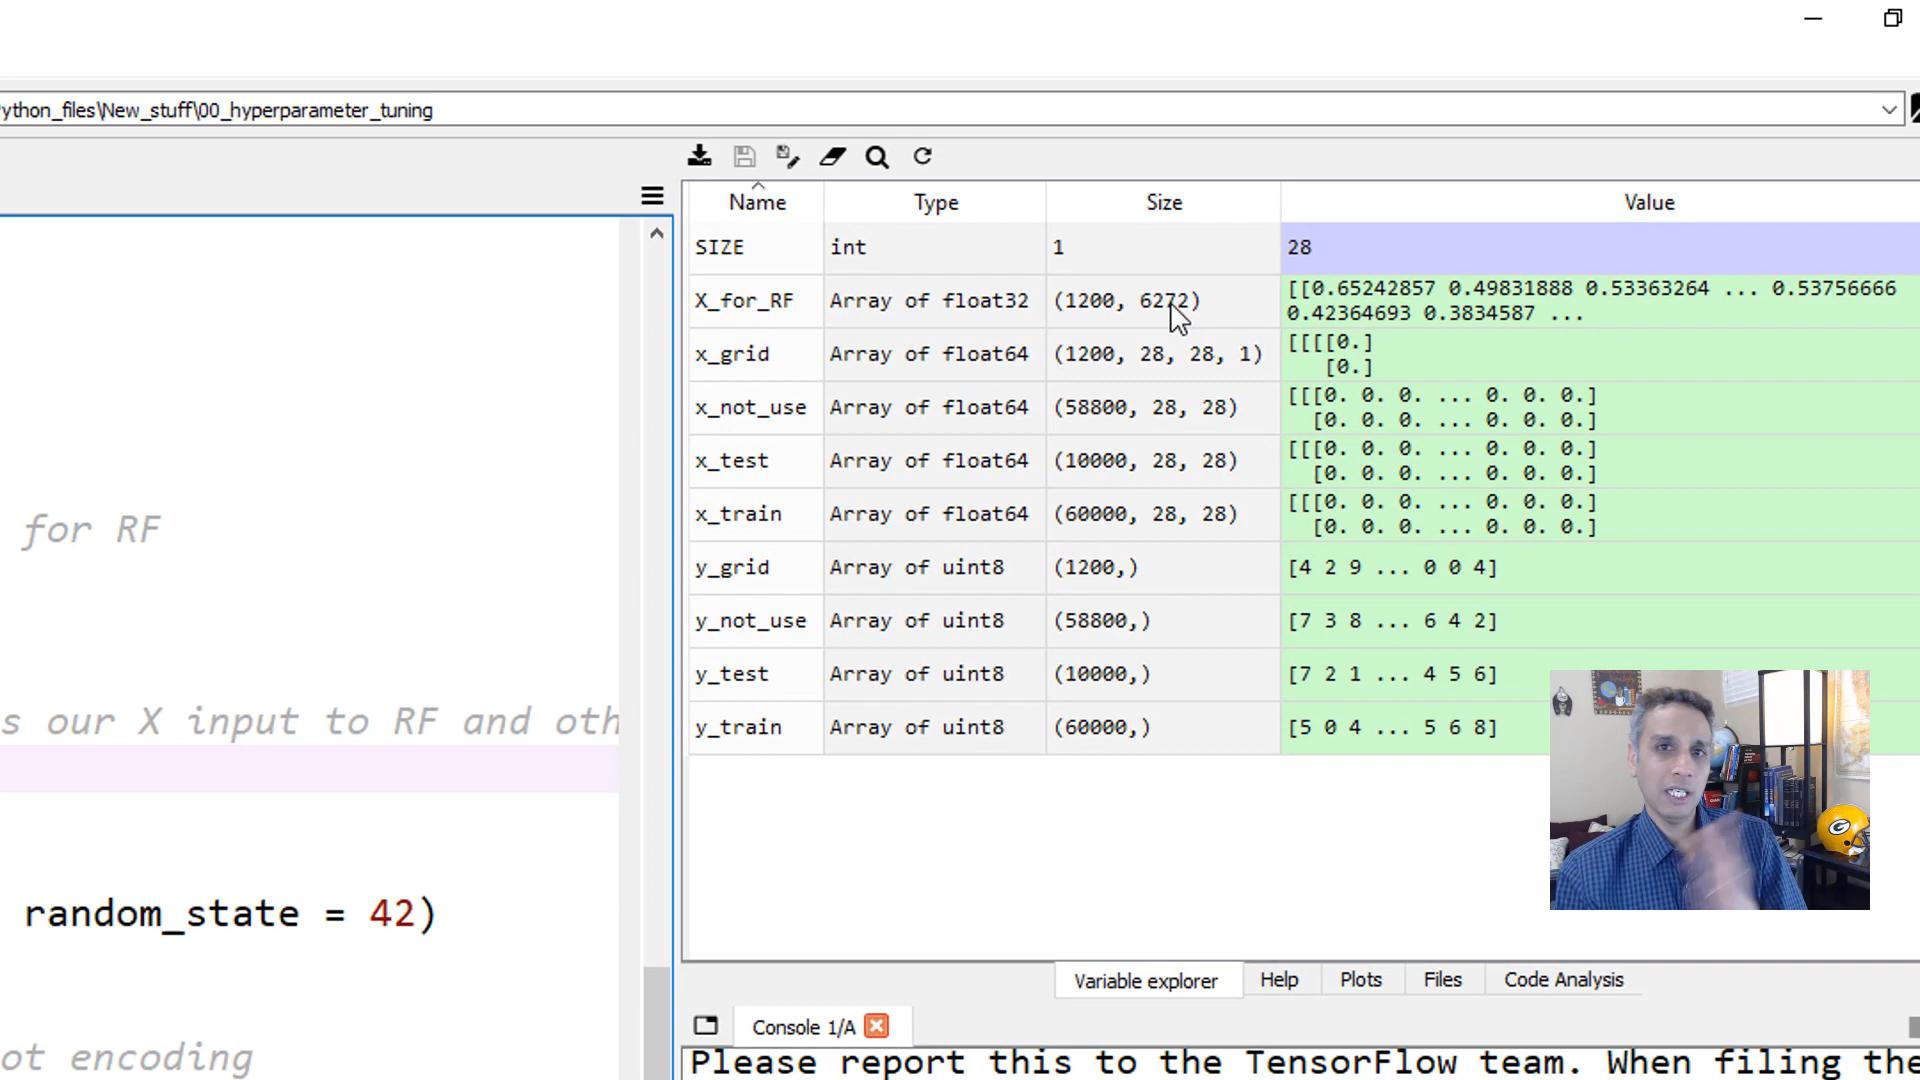 ython_files\New_stuff\00_hyperparameter_tuning
Name Type Size Value
SIZE int 1 28
X_for_RF Array of float32 (1200, 6272) [[0.65242857 0.49831888 0.53363264 ... 0.53756666
0.42364693 0.3834587 ...
x_grid Array of float64 (1200, 28, 28, 1) [[[[0.]
[0.]
x_not_use Array of float64 (58800, 28, 28) [[[0. 0. 0. ... 0. 0. 0.]
[0. 0. 0. ... 0. 0. 0.]
x_test Array of float64 (10000, 28, 28) [[[0. 0. 0. ... 0. 0. 0.]
[0. 0. 0. ... 0. 0. 0.]
x_train Array of float64 (60000, 28, 28) [[[0. 0. 0. ... 0. 0. 0.]
[0. 0. 0. ... 0. 0. 0.]
y_grid Array of uint8 (1200,) [4 2 9 ... 0 0 4]
y_not_use Array of uint8 (58800,) [7 3 8 ... 6 4 2]
y_test Array of uint8 (10000,) [7 2 1 ... 4 5 6]
y_train Array of uint8 (60000,) [5 0 4 ... 5 6 8]
for RF
s our X input to RF and oth
random_state = 42)
ot encoding
Variable explorer Help Plots Files Code Analysis
Console 1/A
Please report this to the TensorFlow team. When filing the